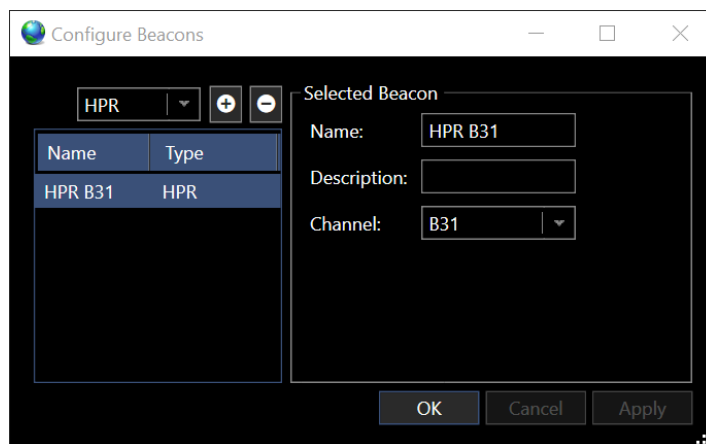 Configure Beacons
HPR
Name Type
HPR B31 HPR
Selected Beacon
Name: HPR B31
Description:
Channel: B31
OK Cancel Apply